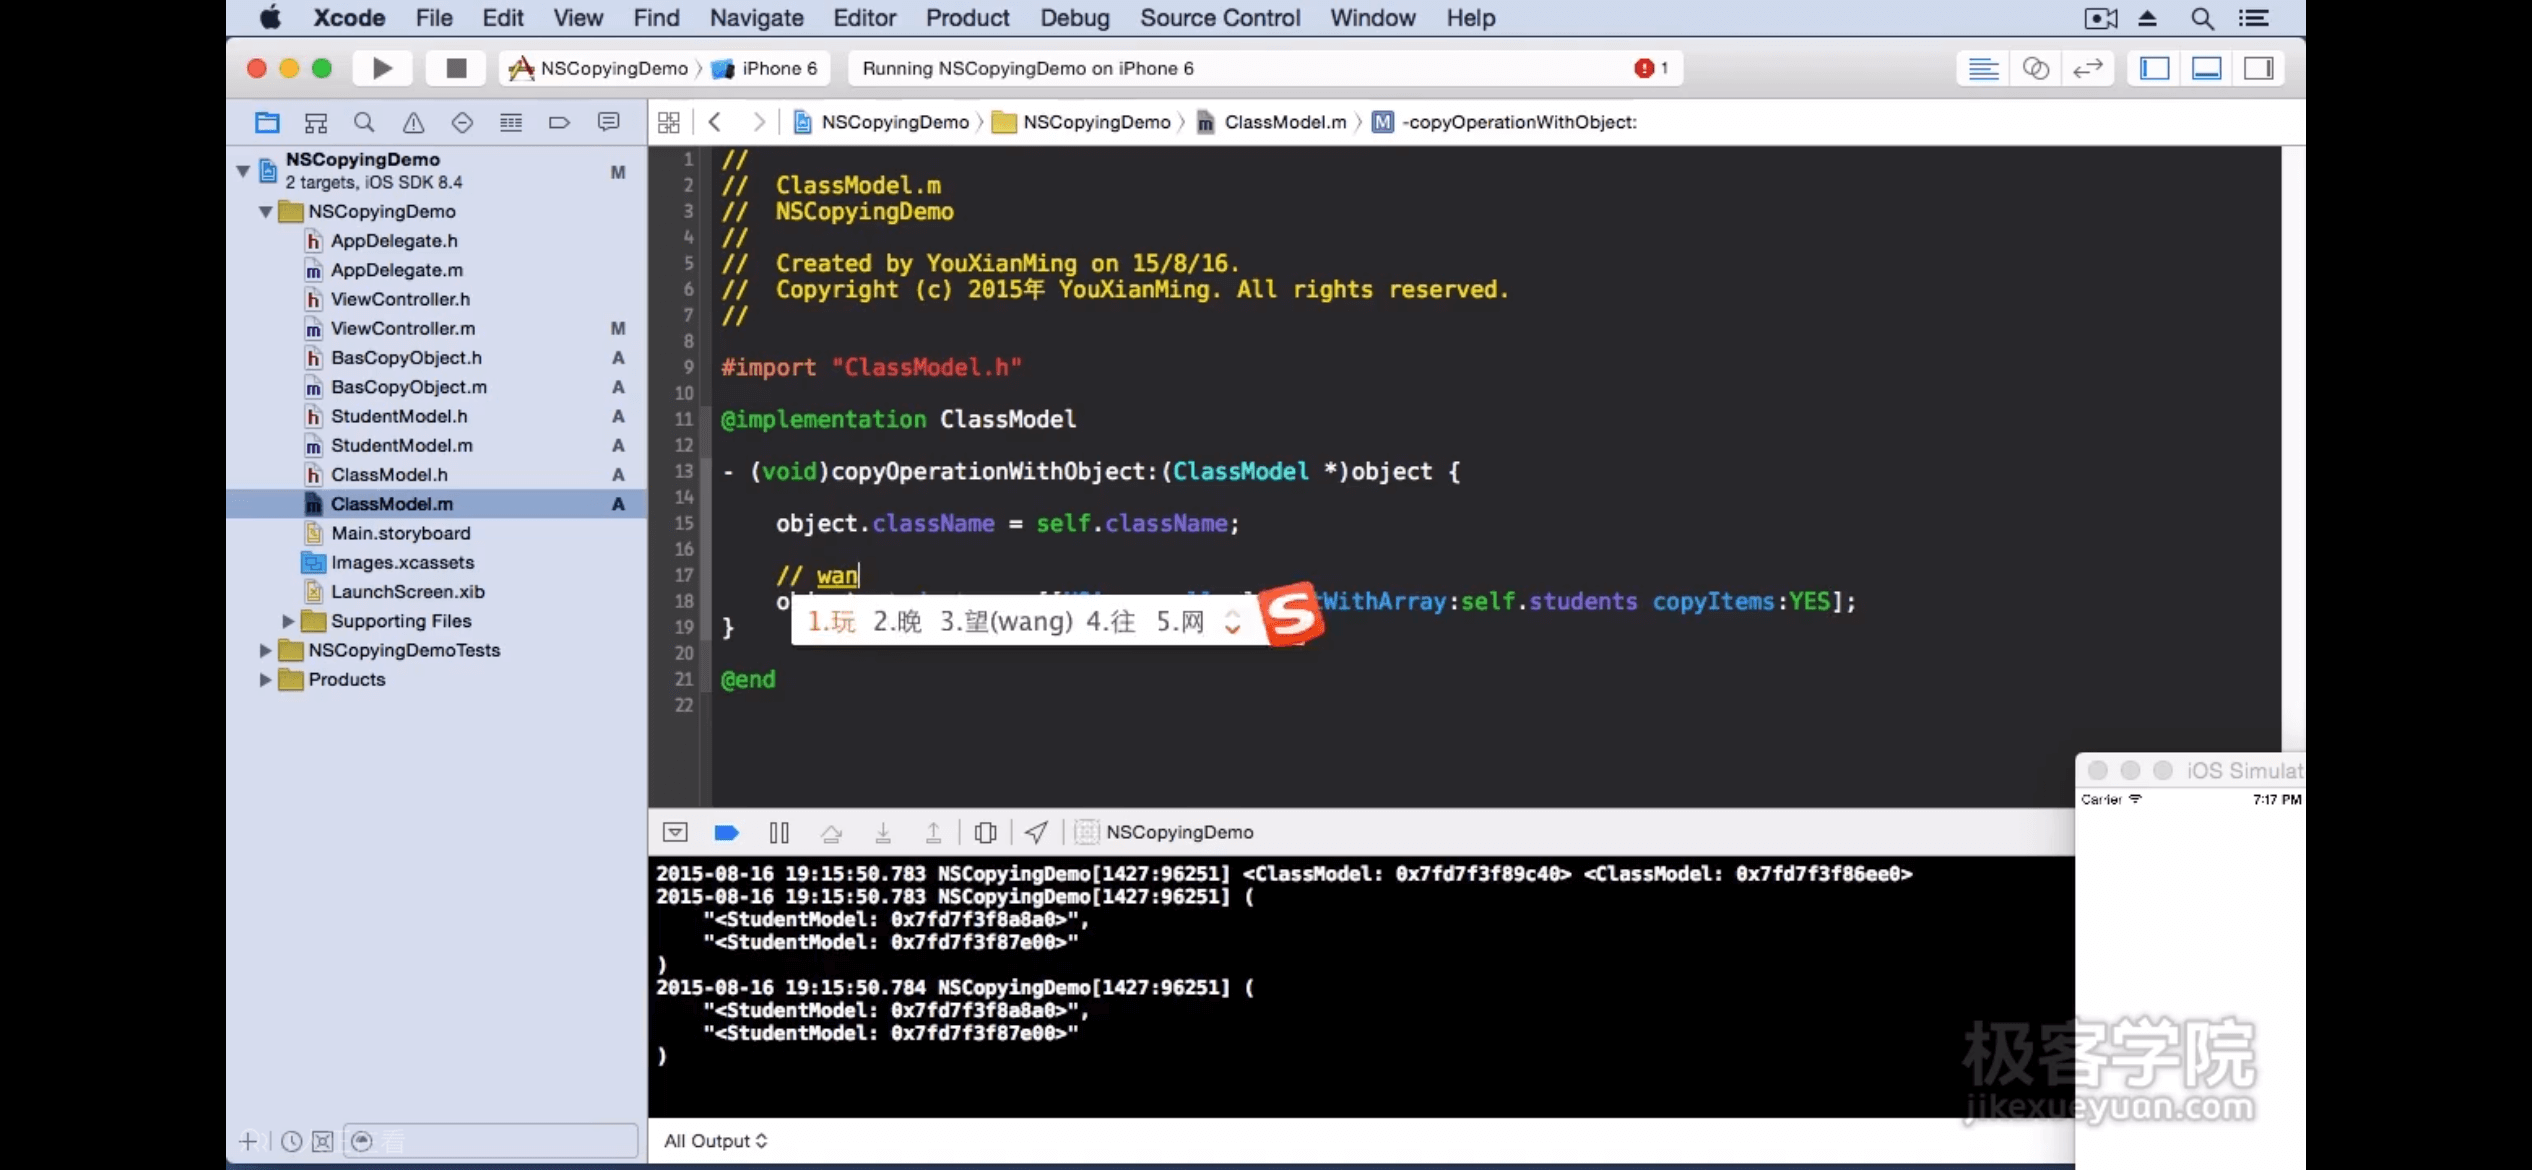 Xcode File Edit View Find Navigate Editor Product Debug Source Control Window Help
NSCopyingDemo iPhone 6
Running NSCopyingDemo on iPhone 6
1
NSCopyingDemo NSCopyingDemo ClassModel.m M -copyOperationWithObject:
NSCopyingDemo
2 targets, iOS SDK 8.4
M
NSCopyingDemo
h AppDelegate.h
m AppDelegate.m
h ViewController.h
m ViewController.m M
h BasCopyObject.h A
m BasCopyObject.m A
h StudentModel.h A
m StudentModel.m A
h ClassModel.h A
m ClassModel.m A
Main.storyboard
Images.xcassets
LaunchScreen.xib
Supporting Files
NSCopyingDemoTests
Products
1 //
2 //  ClassModel.m
3 //  NSCopyingDemo
4 //
5 //  Created by YouXianMing on 15/8/16.
6 //  Copyright (c) 2015年 YouXianMing. All rights reserved.
7 //
8
9 #import "ClassModel.h"
10
11 @implementation ClassModel
12
13 - (void)copyOperationWithObject:(ClassModel *)object {
14
15     object.className = self.className;
16
17     // wan
18 WithArray:self.students copyItems:YES];
1.玩 2.晚 3.望(wang) 4.往 5.网
19 }
20
21 @end
22
NSCopyingDemo
2015-08-16 19:15:50.783 NSCopyingDemo[1427:96251] <ClassModel: 0x7fd7f3f89c40> <ClassModel: 0x7fd7f3f86ee0>
2015-08-16 19:15:50.783 NSCopyingDemo[1427:96251] (
    "<StudentModel: 0x7fd7f3f8a8a0>",
    "<StudentModel: 0x7fd7f3f87e00>"
)
2015-08-16 19:15:50.784 NSCopyingDemo[1427:96251] (
    "<StudentModel: 0x7fd7f3f8a8a0>",
    "<StudentModel: 0x7fd7f3f87e00>"
)
All Output
iOS Simulat
Carrier 7:17 PM
极客学院
jikexueyuan.com